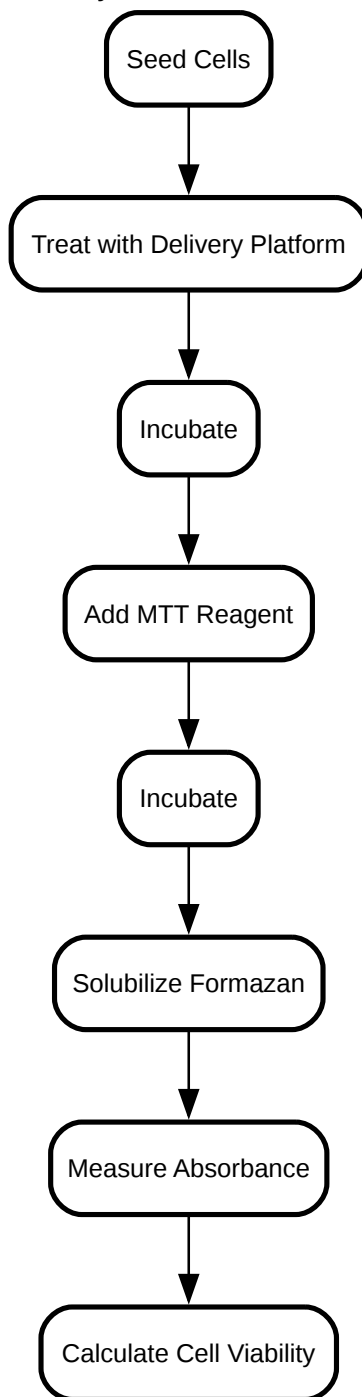 Seed Cells
Treat with Delivery Platform
Incubate
Add MTT Reagent
Incubate
Solubilize Formazan
Measure Absorbance
Calculate Cell Viability